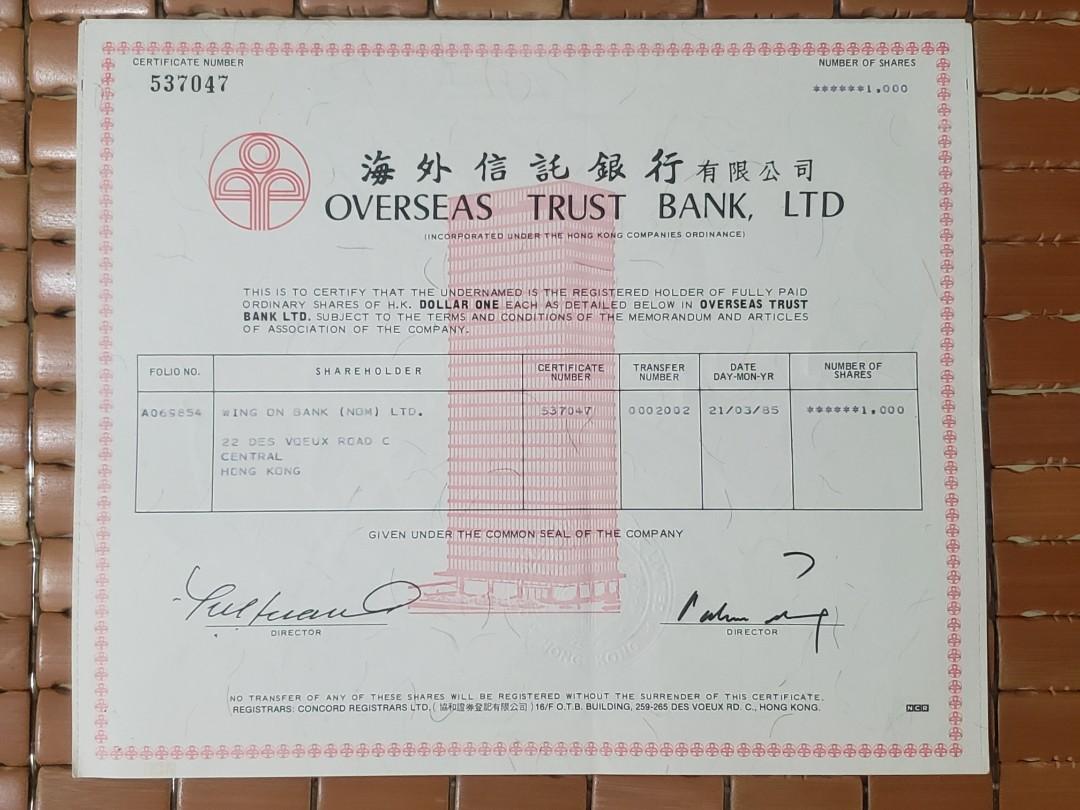 CERTIFICATE NUMBER
537047
NUMBER OF SHARES
******1,000
海外信託銀行有限公司
OVERSEAS TRUST BANK, LTD
(INCORPORATED UNDER THE HONG KONG COMPANIES ORDINANCE)
THIS IS TO CERTIFY THAT THE UNDERNAMED IS THE REGISTERED HOLDER OF FULLY PAID
ORDINARY SHARES OF H.K. DOLLAR ONE EACH AS DETAILED BELOW IN OVERSEAS TRUST
BANK LTD. SUBJECT TO THE TERMS AND CONDITIONS OF THE MEMORANDUM AND ARTICLES
OF ASSOCIATION OF THE COMPANY.
FOLIO NO. SHAREHOLDER CERTIFICATE NUMBER TRANSFER NUMBER DATE DAY-MON-YR NUMBER OF SHARES
A069854 WING ON BANK (NOM) LTD. 537047 0002002 21/03/85 ******1,000
22 DES VOEUX ROAD C
CENTRAL
HONG KONG
GIVEN UNDER THE COMMON SEAL OF THE COMPANY
DIRECTOR
DIRECTOR
HONG KONG
NO TRANSFER OF ANY OF THESE SHARES WILL BE REGISTERED WITHOUT THE SURRENDER OF THIS CERTIFICATE.
REGISTRARS: CONCORD REGISTRARS LTD. (協和證券登記有限公司) 16/F O.T.B. BUILDING, 259-265 DES VOEUX RD. C., HONG KONG.
NCR